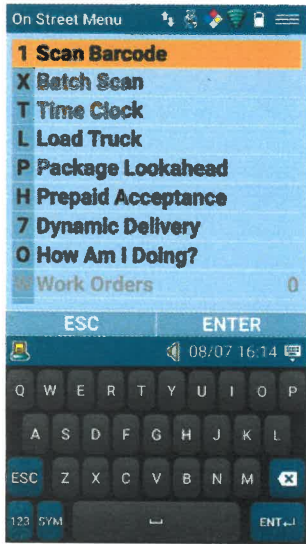 On Street Menu
1 Scan Barcode
X Batch Scan
T Time Clock
L Load Truck
P Package Lookahead
H Prepaid Acceptance
7 Dynamic Delivery
O How Am I Doing?
Work Orders 0
ESC ENTER
08/07 16:14
Q W E R T Y U I O P
A S D F G H J K L
ESC Z X C V B N M
123 SYM ENT